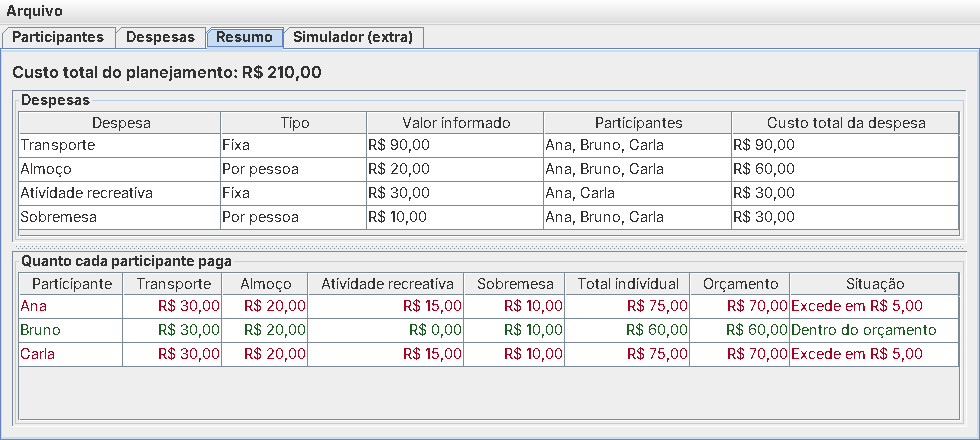 Arquivo
Participantes Despesas Resumo Simulador (extra)
Custo total do planejamento: R$ 210,00
Despesas
Despesa Tipo Valor informado Participantes Custo total da despesa
Transporte Fixa R$ 90,00 Ana, Bruno, Carla R$ 90,00
Almoço Por pessoa R$ 20,00 Ana, Bruno, Carla R$ 60,00
Atividade recreativa Fixa R$ 30,00 Ana, Carla R$ 30,00
Sobremesa Por pessoa R$ 10,00 Ana, Bruno, Carla R$ 30,00
Quanto cada participante paga
Participante Transporte Almoço Atividade recreativa Sobremesa Total individual Orçamento Situação
Ana R$ 30,00 R$ 20,00 R$ 15,00 R$ 10,00 R$ 75,00 R$ 70,00 Excede em R$ 5,00
Bruno R$ 30,00 R$ 20,00 R$ 0,00 R$ 10,00 R$ 60,00 R$ 60,00 Dentro do orçamento
Carla R$ 30,00 R$ 20,00 R$ 15,00 R$ 10,00 R$ 75,00 R$ 70,00 Excede em R$ 5,00